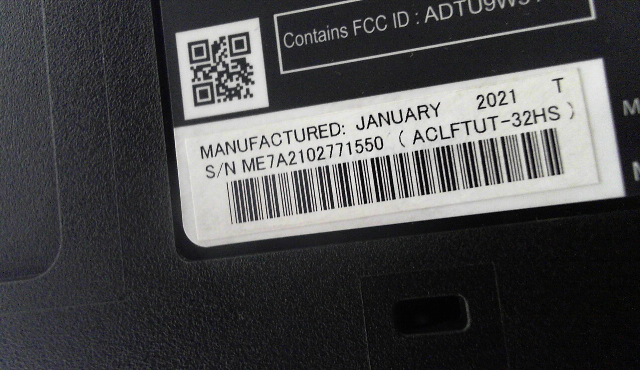 Contains FCC ID : ADTU9W
MANUFACTURED: JANUARY 2021 T
S/N ME7A2102771550 ( ACLFTUT-32HS )